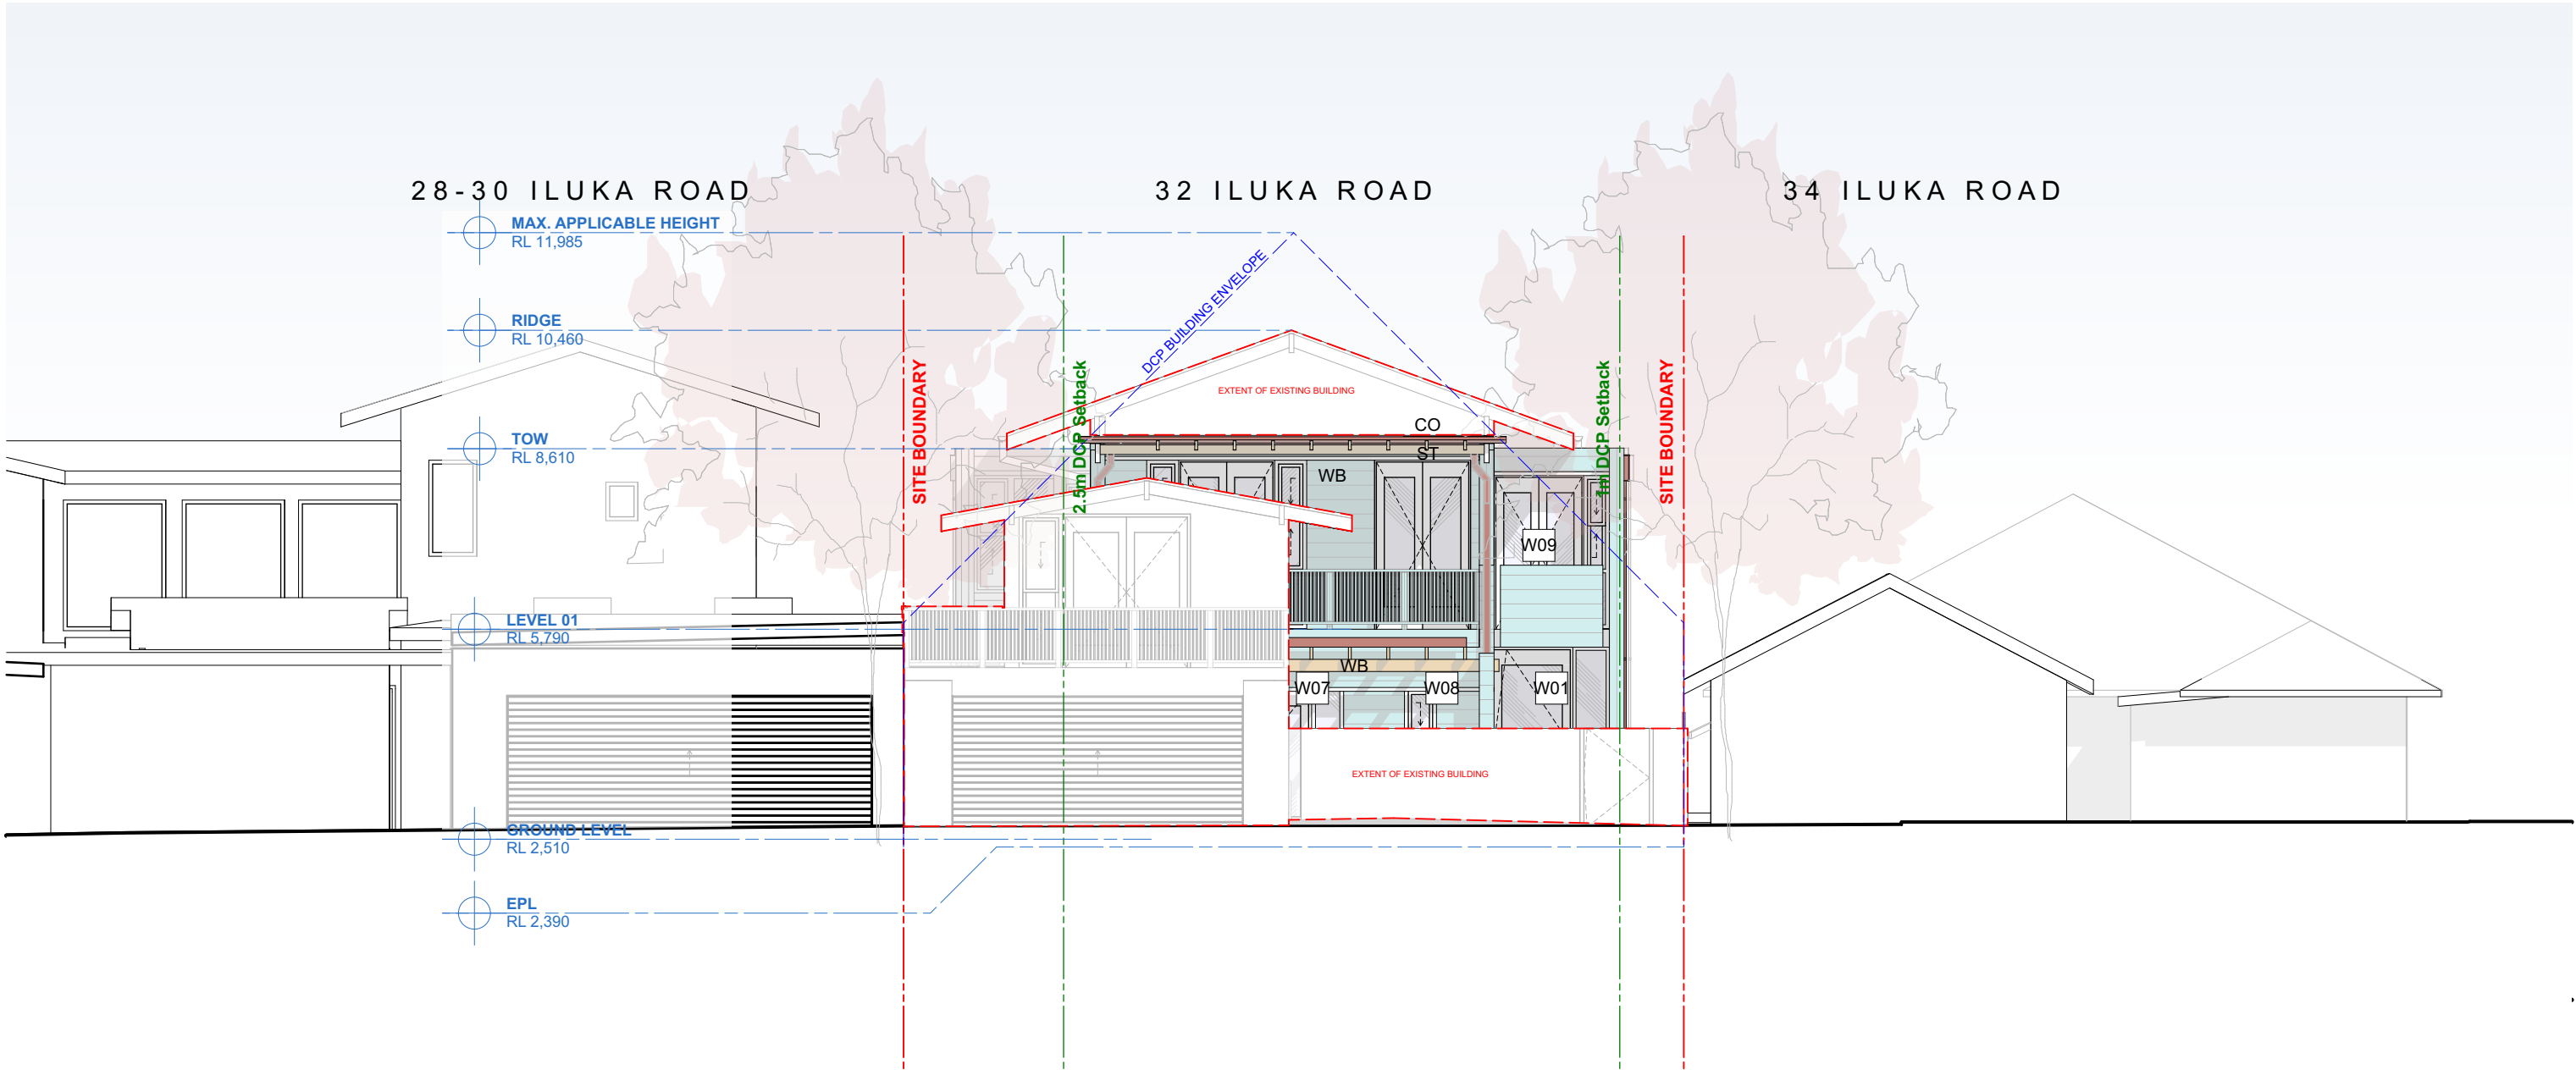 28-30 ILUKA ROAD
32 ILUKA ROAD
34 ILUKA ROAD
MAX. APPLICABLE HEIGHT
RL 11,985
DCP BUILDING ENVELOPE
RIDGE
RL 10,460
SITE BOUNDARY
2.5m DCP Setback
EXTENT OF EXISTING BUILDING
1m DCP Setback
SITE BOUNDARY
CO
TOW
RL 8,610
ST
WB
W09
LEVEL 01
RL 5,790
WB
W07
W08
W01
EXTENT OF EXISTING BUILDING
GROUND LEVEL
RL 2,510
EPL
RL 2,390